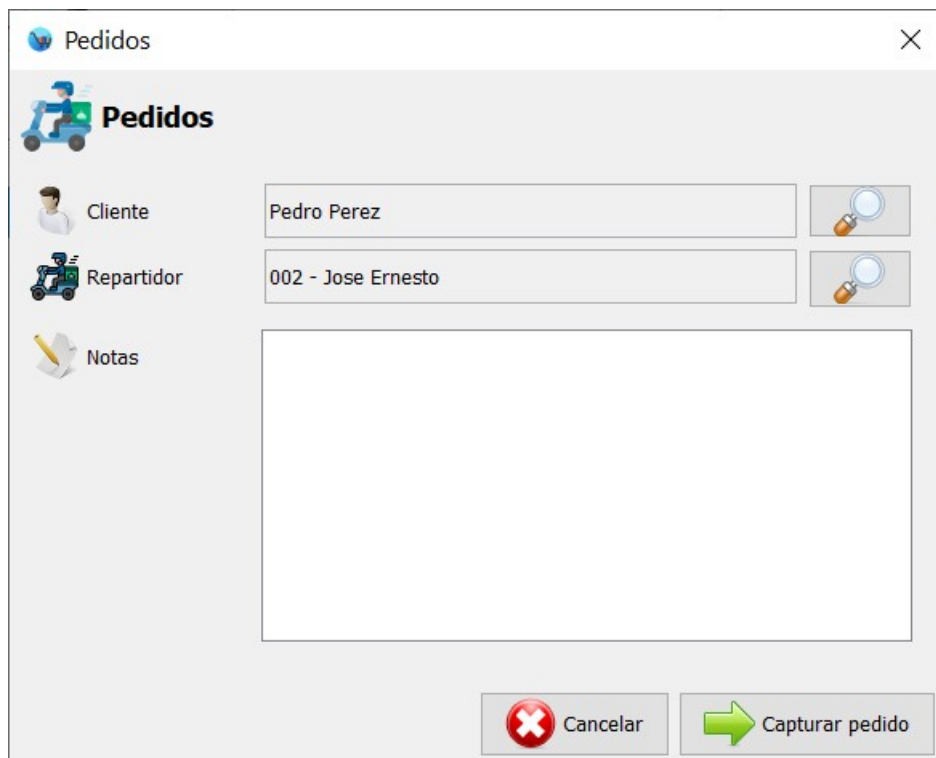 Pedidos
Pedidos
Cliente
Pedro Perez
Repartidor
002 - Jose Ernesto
Notas
Cancelar
Capturar pedido